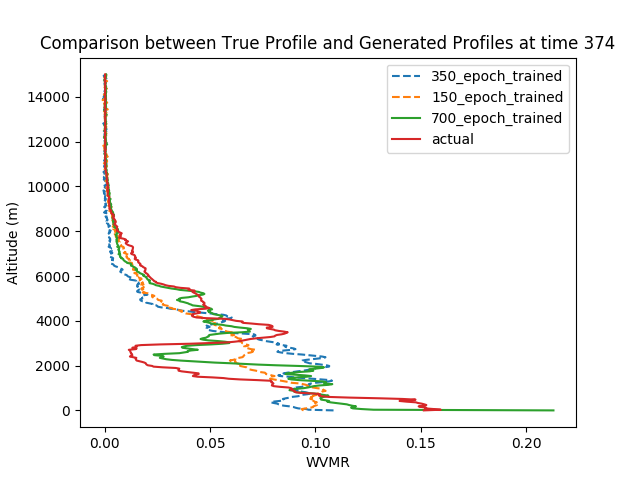 Comparison between True Profile and Generated Profiles at time 374
350_epoch_trained
150_epoch_trained
700_epoch_trained
actual
14000
12000
10000
8000
6000
4000
2000
0
Altitude (m)
0.00
0.05
0.10
0.15
0.20
WVMR